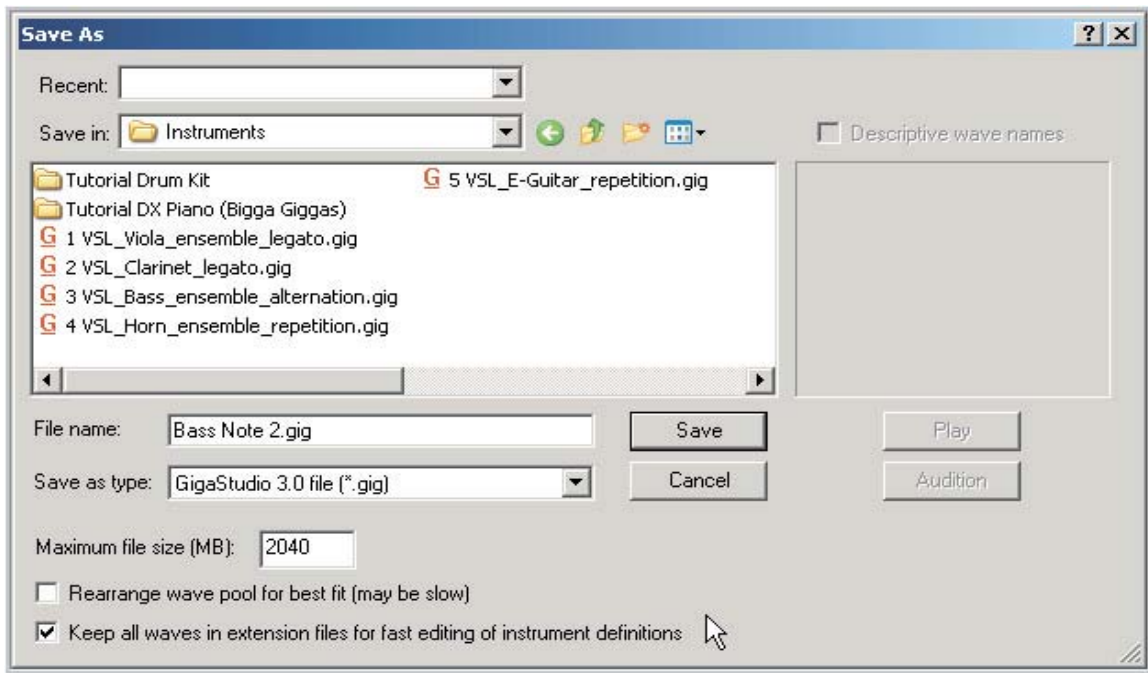 Save As
Recent:
Save in: Instruments
Descriptive wave names
Tutorial Drum Kit
Tutorial DX Piano (Bigga Giggas)
1 VSL_Viola_ensemble_legato.gig
2 VSL_Clarinet_legato.gig
3 VSL_Bass_ensemble_alternation.gig
4 VSL_Horn_ensemble_repetition.gig
5 VSL_E-Guitar_repetition.gig
File name: Bass Note 2.gig
Save
Play
Save as type: GigaStudio 3.0 file (*.gig)
Cancel
Audition
Maximum file size (MB): 2040
Rearrange wave pool for best fit (may be slow)
Keep all waves in extension files for fast editing of instrument definitions